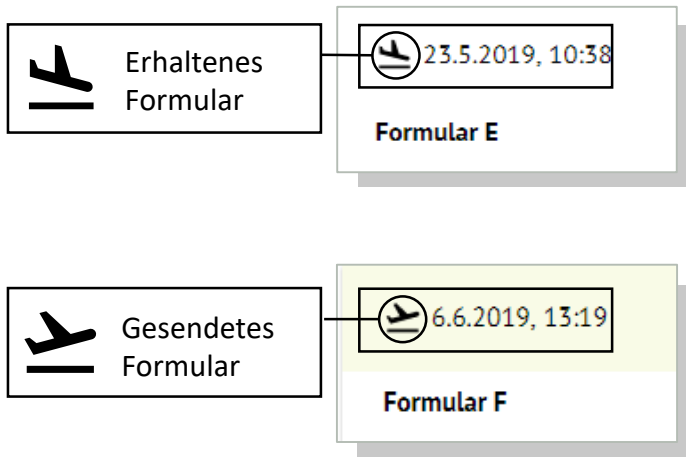 Erhaltenes
Formular
23.5.2019, 10:38
Formular E
Gesendetes
Formular
6.6.2019, 13:19
Formular F